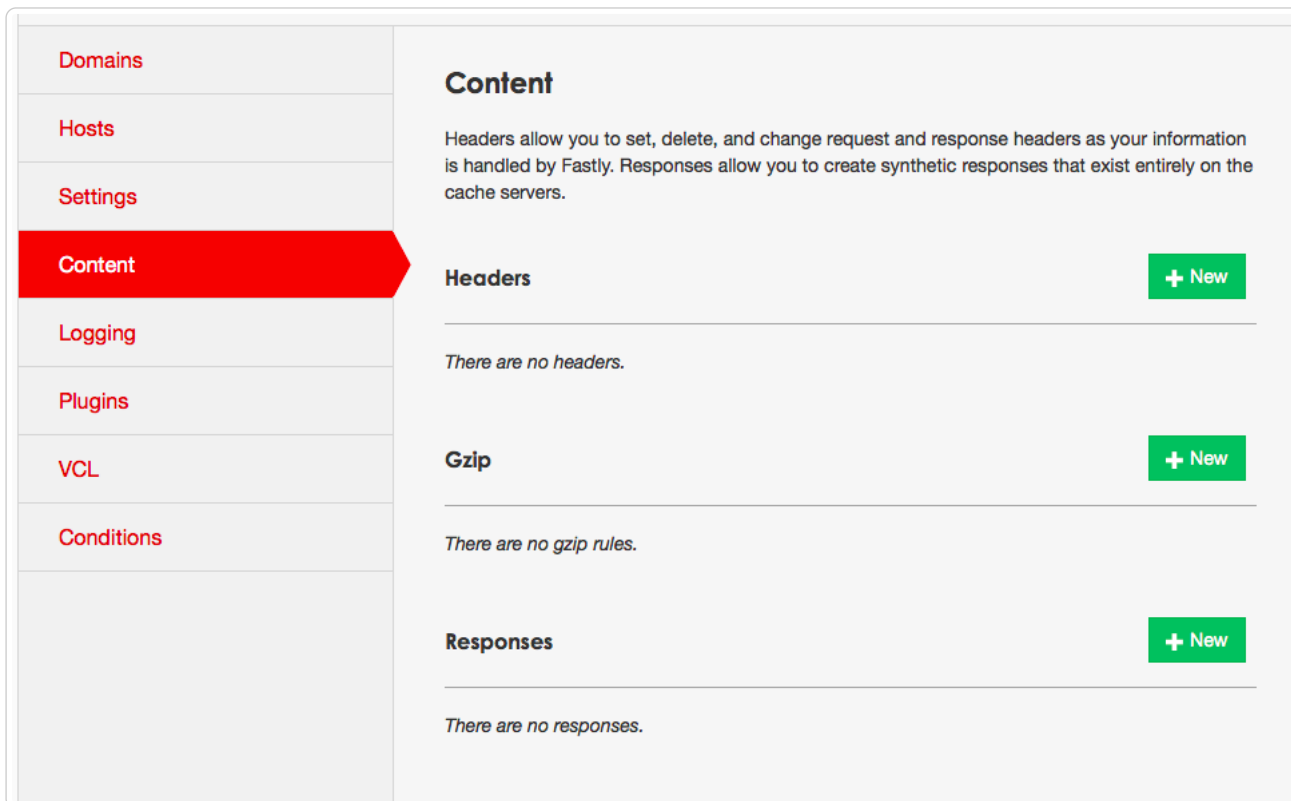 Domains
Hosts
Settings
Content
Logging
Plugins
VCL
Conditions
Content
Headers allow you to set, delete, and change request and response headers as your information
is handled by Fastly. Responses allow you to create synthetic responses that exist entirely on the
cache servers.
Headers
+ New
There are no headers.
Gzip
+ New
There are no gzip rules.
Responses
+ New
There are no responses.